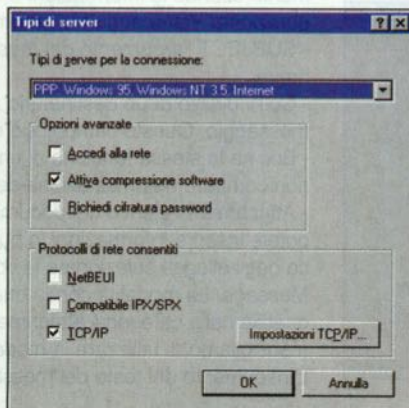 Tipi di server
Tipi di server per la connessione:
PPP: Windows 95, Windows NT 3.5, Internet
Opzioni avanzate
Accedi alla rete
Attiva compressione software
Richiedi cifratura password
Protocolli di rete consentiti
NetBEUI
Compatibile IPX/SPX
TCP/IP
Impostazioni TCP/IP...
OK
Annulla